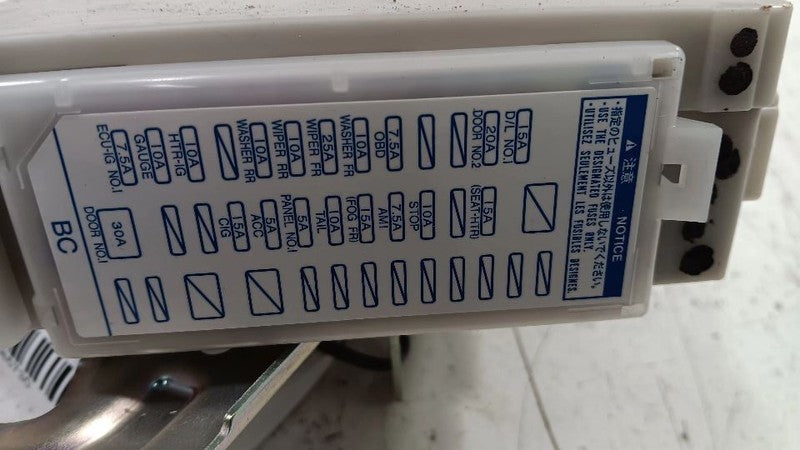 ⚠ 注意 NOTICE
・指定のヒューズ以外は使用しないでください。
・USE THE DESIGNATED FUSES ONLY.
・UTILISEZ SEULEMENT LES FUSIBLES DESIGNES.
15A
D/L NO.1
20A
DOOR NO.2
7.5A
OBD
10A
WASHER FR
25A
WIPER FR
10A
WIPER RR
10A
WASHER RR
10A
HTR-IG
10A
GAUGE
7.5A
ECU-IG NO.1
15A
(SEAT-HTR)
10A
STOP
7.5A
AM1
15A
(FOG FR)
10A
TAIL
5A
PANEL NO.1
5A
ACC
15A
CIG
30A
DOOR NO.1
BC